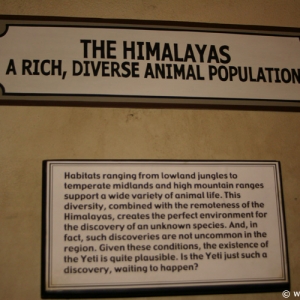 THE HIMALAYAS
A RICH, DIVERSE ANIMAL POPULATION
Habitats ranging from lowland jungles to
temperate midlands and high mountain ranges
support a wide variety of animal life. This
diversity, combined with the remoteness of the
Himalayas, creates the perfect environment for
the discovery of an unknown species. And, in
fact, such discoveries are not uncommon in the
region. Given these conditions, the existence of
the Yeti is quite plausible. Is the Yeti just such a
discovery, waiting to happen?
© w